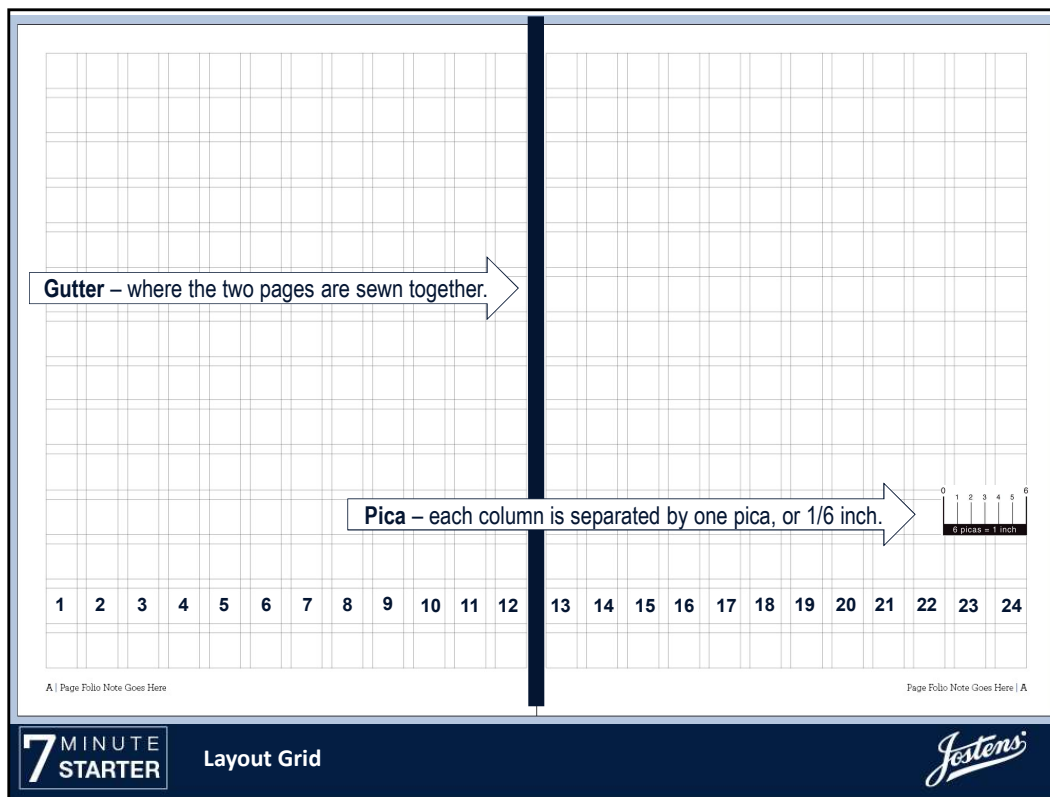 Gutter – where the two pages are sewn together.
0 1 2 3 4 5 6
Pica – each column is separated by one pica, or 1/6 inch.
6 picas = 1 inch
1 2 3 4 5 6 7 8 9 10 11 12 13 14 15 16 17 18 19 20 21 22 23 24
A | Page Folio Note Goes Here
Page Folio Note Goes Here | A
7 MINUTE
STARTER
Layout Grid
Jostens